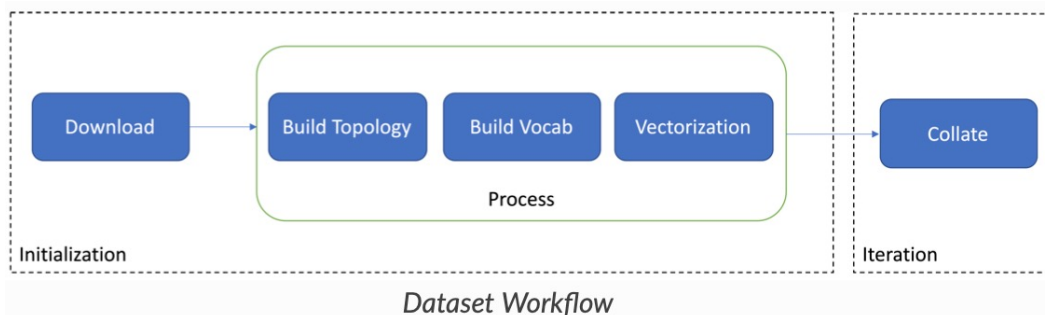 Download
Build Topology
Build Vocab
Vectorization
Collate
Process
Initialization
Iteration
Dataset Workflow